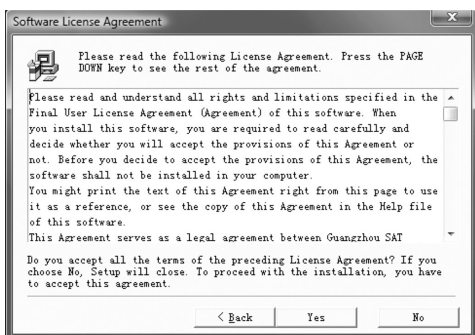 Software License Agreement
Please read the following License Agreement. Press the PAGE
DOWN key to see the rest of the agreement.
Please read and understand all rights and limitations specified in the
Final User License Agreement (Agreement) of this software. When
you install this software, you are required to read carefully and
decide whether you will accept the provisions of this Agreement or
not. Before you decide to accept the provisions of this Agreement, the
software shall not be installed in your computer.
You might print the text of this Agreement right from this page to use
it as a reference, or see the copy of this Agreement in the Help file
of this software.
This Agreement serves as a legal agreement between Guangzhou SAT
Do you accept all the terms of the preceding License Agreement? If you
choose No, Setup will close. To proceed with the installation, you have
to accept this agreement.
< Back Yes No